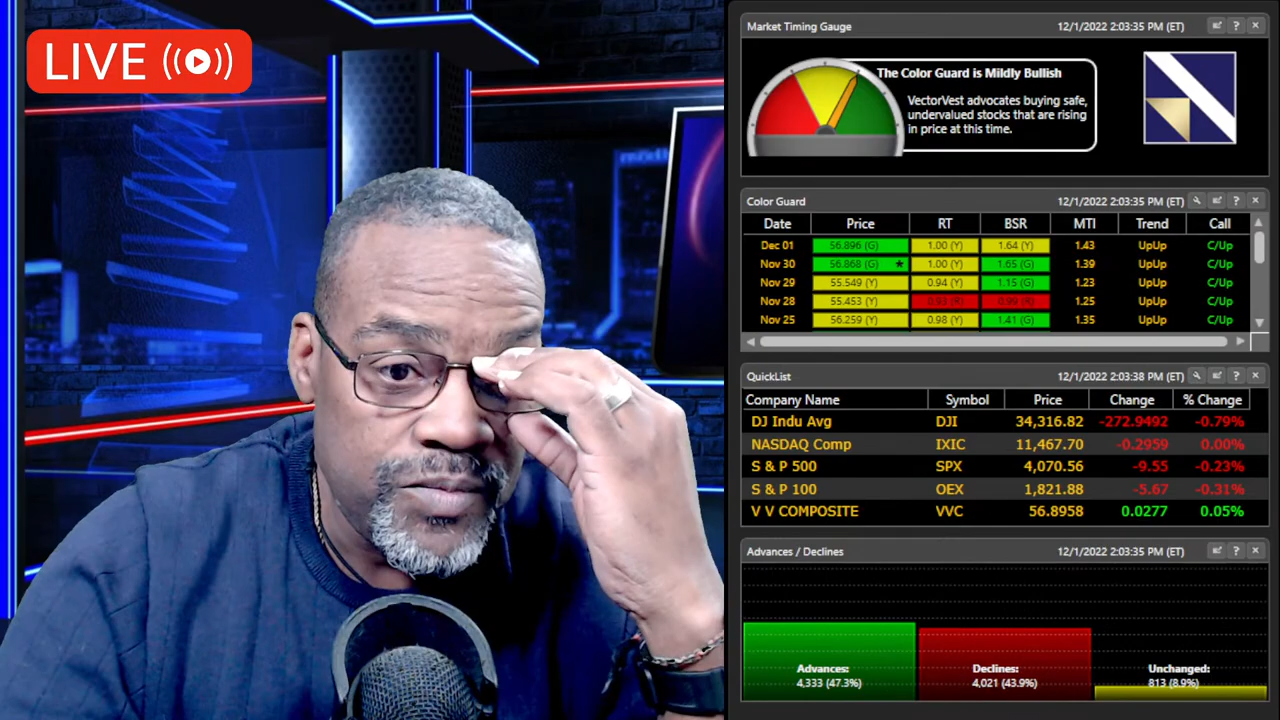 LIVE
Market Timing Gauge 12/1/2022 2:03:35 PM (ET) ?
The Color Guard is Mildly Bullish
VectorVest advocates buying safe,
undervalued stocks that are rising
in price at this time.
Color Guard 12/1/2022 2:03:35 PM (ET) ?
Date Price RT BSR MTI Trend Call
Dec 01 56.896 (G) 1.00 (Y) 1.64 (Y) 1.43 UpUp C/Up
Nov 30 56.868 (G) ★ 1.00 (Y) 1.65 (G) 1.39 UpUp C/Up
Nov 29 55.549 (Y) 0.94 (Y) 1.15 (G) 1.23 UpUp C/Up
Nov 28 55.453 (Y) 0.93 (R) 0.99 (R) 1.25 UpUp C/Up
Nov 25 56.259 (Y) 0.98 (Y) 1.41 (G) 1.35 UpUp C/Up
QuickList 12/1/2022 2:03:38 PM (ET) ?
Company Name Symbol Price Change % Change
DJ Indu Avg DJI 34,316.82 -272.9492 -0.79%
NASDAQ Comp IXIC 11,467.70 -0.2959 0.00%
S & P 500 SPX 4,070.56 -9.55 -0.23%
S & P 100 OEX 1,821.88 -5.67 -0.31%
V V COMPOSITE VVC 56.8958 0.0277 0.05%
Advances / Declines 12/1/2022 2:03:35 PM (ET) ?
Advances: Declines: Unchanged:
4,333 (47.3%) 4,021 (43.9%) 813 (8.9%)